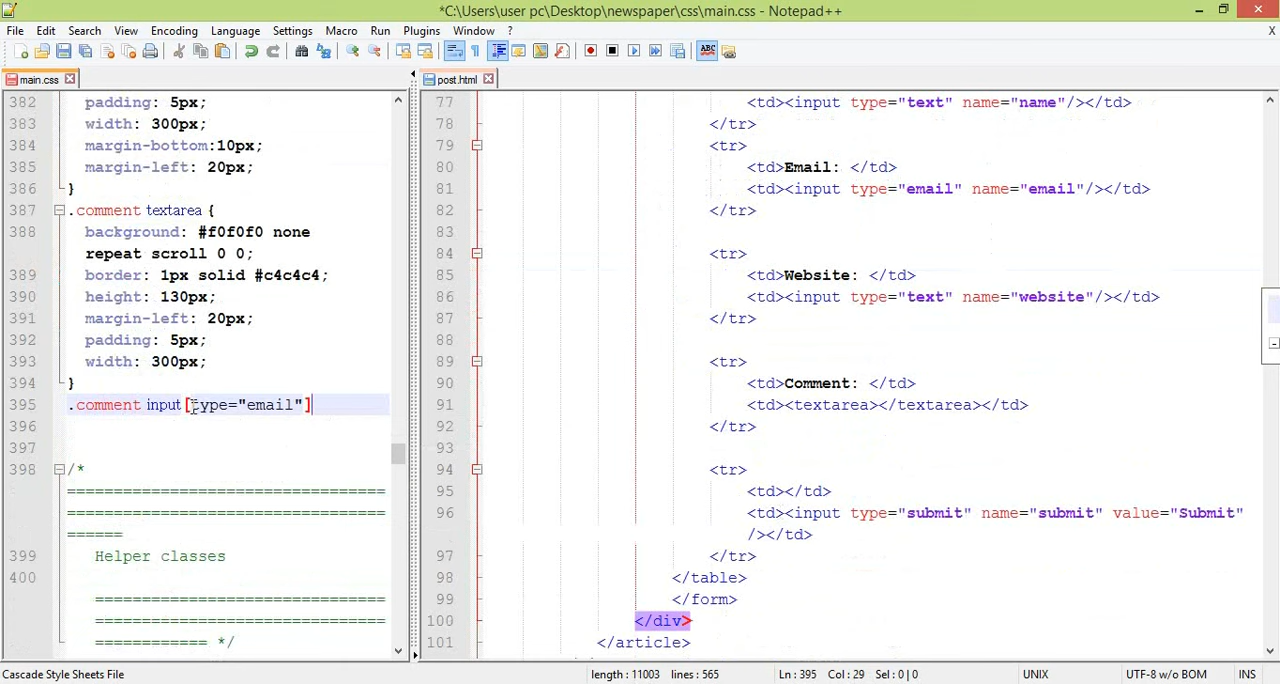 *C:\Users\user pc\Desktop\newspaper\css\main.css - Notepad++
File Edit Search View Encoding Language Settings Macro Run Plugins Window ? X
main.css
382 padding: 5px;
383 width: 300px;
384 margin-bottom:10px;
385 margin-left: 20px;
386 }
387 .comment textarea {
388 background: #f0f0f0 none
repeat scroll 0 0;
389 border: 1px solid #c4c4c4;
390 height: 130px;
391 margin-left: 20px;
392 padding: 5px;
393 width: 300px;
394 }
395 .comment input [type="email"]
396
397
398 /*
==================================
==================================
======
399 Helper classes
400
================================
================================
============ */
post.html
77 <td><input type="text" name="name"/></td>
78 </tr>
79 <tr>
80 <td>Email: </td>
81 <td><input type="email" name="email"/></td>
82 </tr>
83
84 <tr>
85 <td>Website: </td>
86 <td><input type="text" name="website"/></td>
87 </tr>
88
89 <tr>
90 <td>Comment: </td>
91 <td><textarea></textarea></td>
92 </tr>
93
94 <tr>
95 <td></td>
96 <td><input type="submit" name="submit" value="Submit"
/></td>
97 </tr>
98 </table>
99 </form>
100 </div>
101 </article>
Cascade Style Sheets File length : 11003 lines : 565 Ln : 395 Col : 29 Sel : 0 | 0 UNIX UTF-8 w/o BOM INS